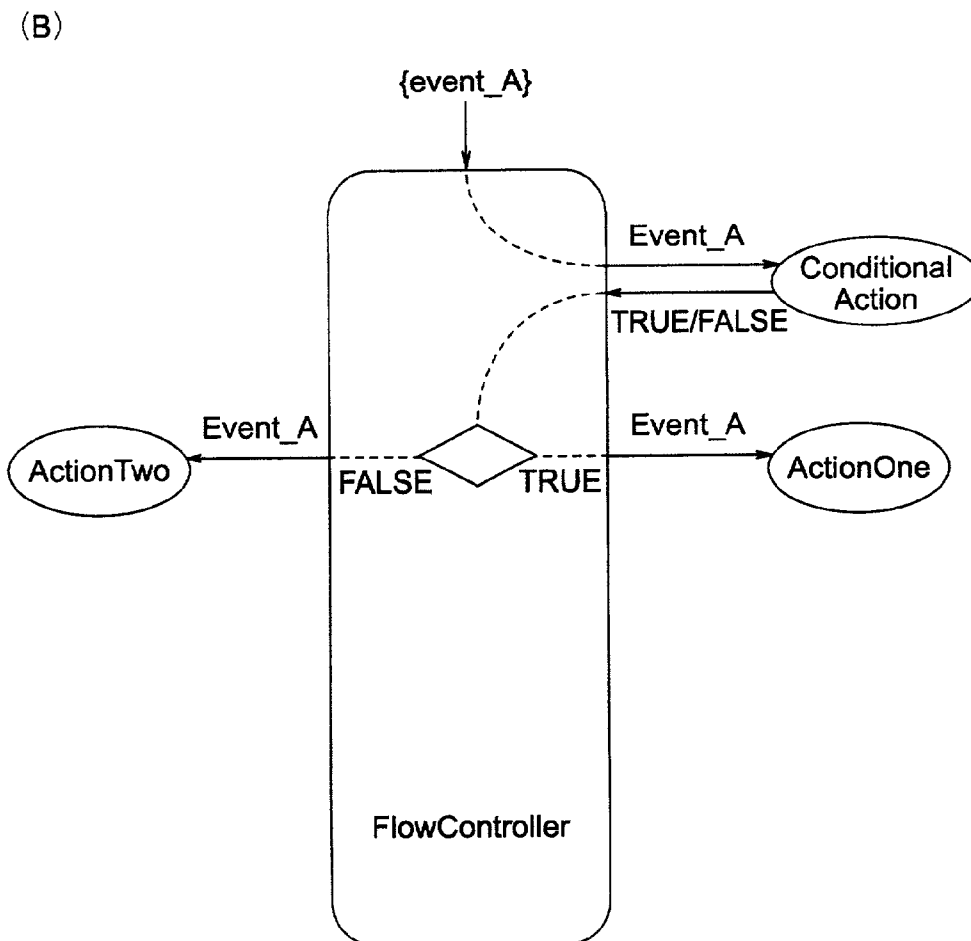 (B)
{event_A}
Event_A
Conditional
Action
TRUE/FALSE
Event_A
Event_A
ActionTwo
FALSE
TRUE
ActionOne
FlowController